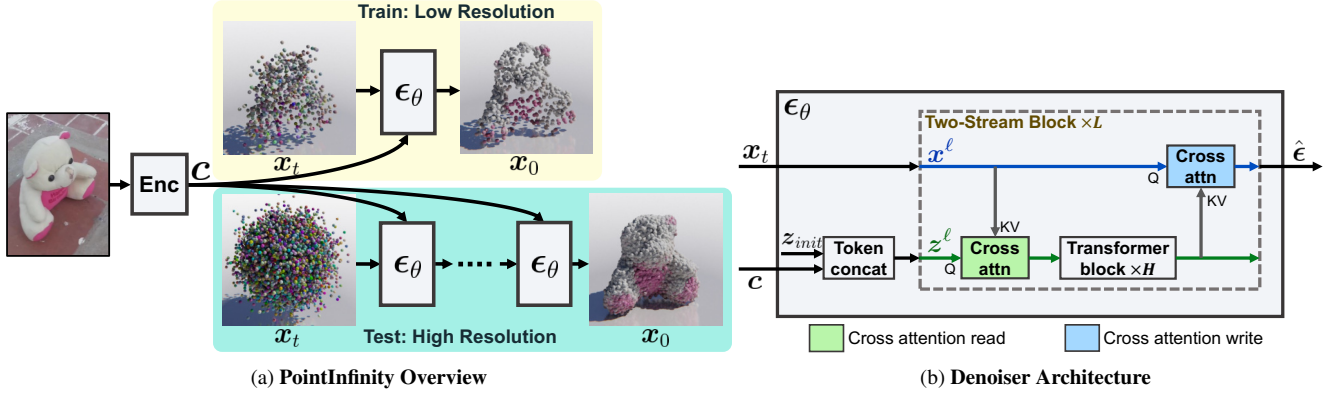 Train: Low Resolution
ϵθ
xt
x0
c
Enc
ϵθ
ϵθ
xt
Test: High Resolution
x0
(a) PointInfinity Overview
ϵθ
Two-Stream Block ×L
xt
xℓ
Cross attn
Q
ϵ̂
KV
KV
zinit
Token concat
zℓ
Q
Cross attn
Transformer block ×H
c
Cross attention read
Cross attention write
(b) Denoiser Architecture